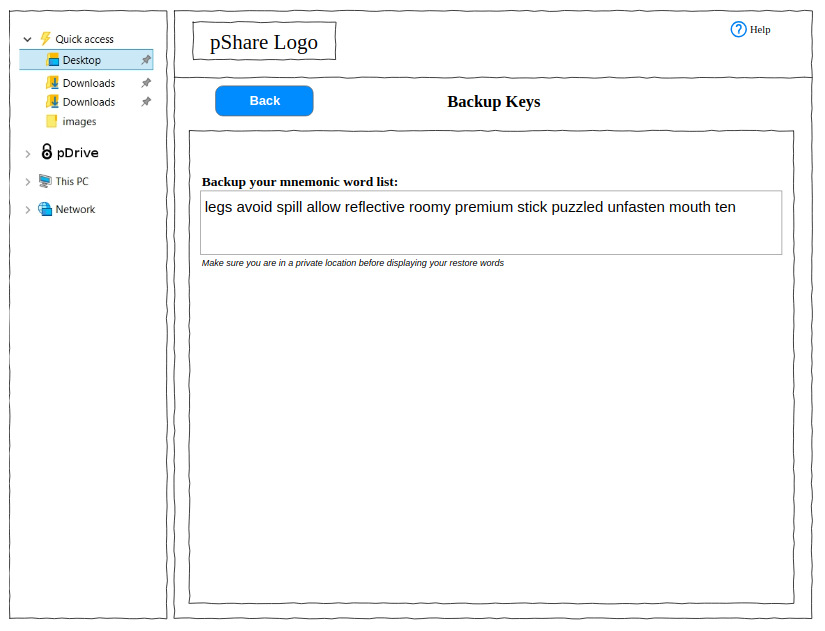 Quick access
Desktop
Downloads
Downloads
images
pDrive
This PC
Network
pShare Logo
Help
Back
Backup Keys
Backup your mnemonic word list:
legs avoid spill allow reflective roomy premium stick puzzled unfasten mouth ten
Make sure you are in a private location before displaying your restore words